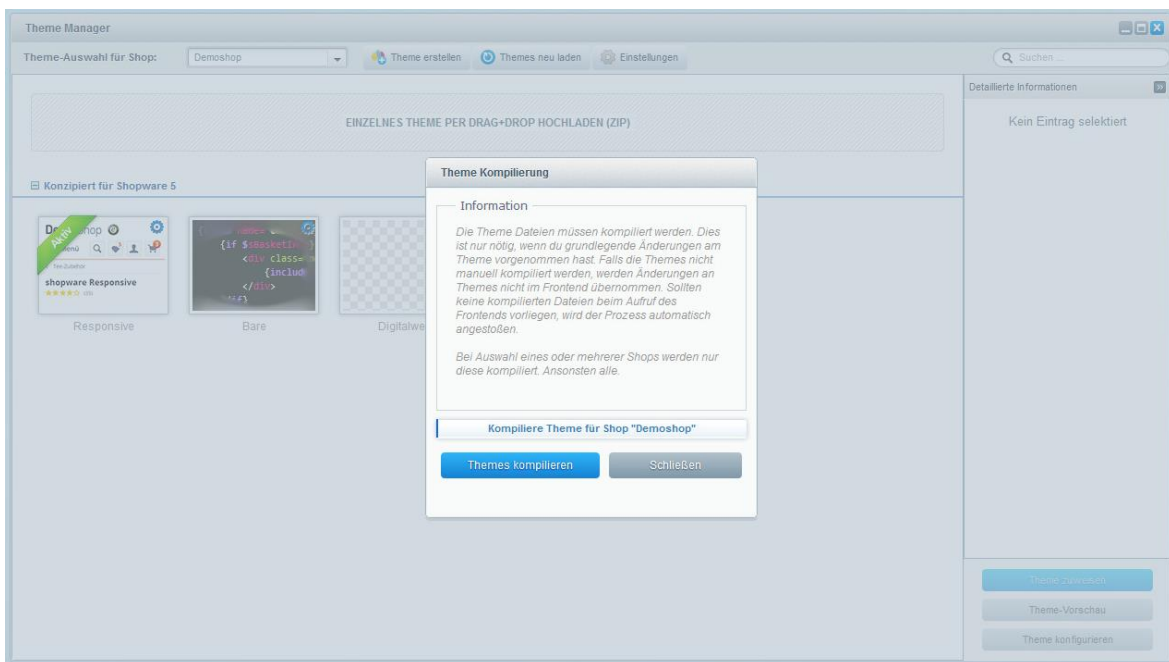 Theme Manager
Theme-Auswahl für Shop: Demoshop Theme erstellen Themes neu laden Einstellungen Suchen ...
Detaillierte Informationen
Kein Eintrag selektiert
EINZELNES THEME PER DRAG+DROP HOCHLADEN (ZIP)
Konzipiert für Shopware 5
Aktiv
shopware Responsive
{if
<div class=
{includ
</div>
Responsive
Bare
Digitalwe
Theme Kompilierung
Information
Die Theme Dateien müssen kompiliert werden. Dies
ist nur nötig, wenn du grundlegende Änderungen am
Theme vorgenommen hast. Falls die Themes nicht
manuell kompiliert werden, werden Änderungen an
Themes nicht im Frontend übernommen. Sollten
keine kompilierten Dateien beim Aufruf des
Frontends vorliegen, wird der Prozess automatisch
angestoßen.
Bei Auswahl eines oder mehrerer Shops werden nur
diese kompiliert. Ansonsten alle.
Kompiliere Theme für Shop "Demoshop"
Themes kompilieren
Schließen
Theme zuweisen
Theme-Vorschau
Theme konfigurieren